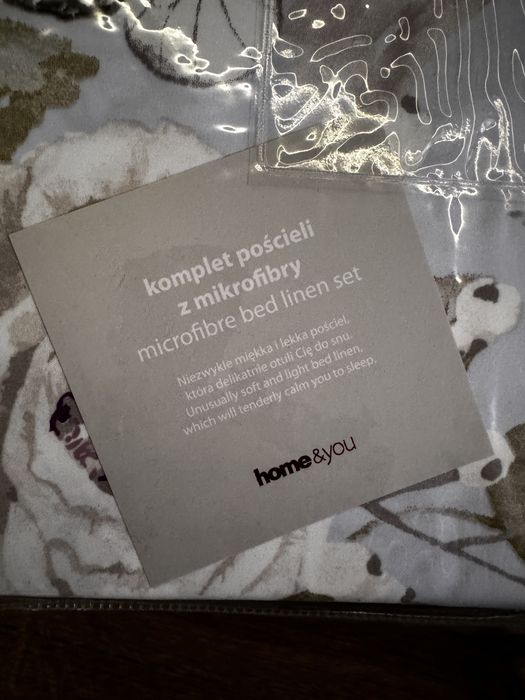 komplet pościeli
z mikrofibry
microfibre bed linen set
Niezwykle miękka i lekka pościel,
która delikatnie otuli Cię do snu.
Unusually soft and light bed linen,
which will tenderly calm you to sleep.
home&you